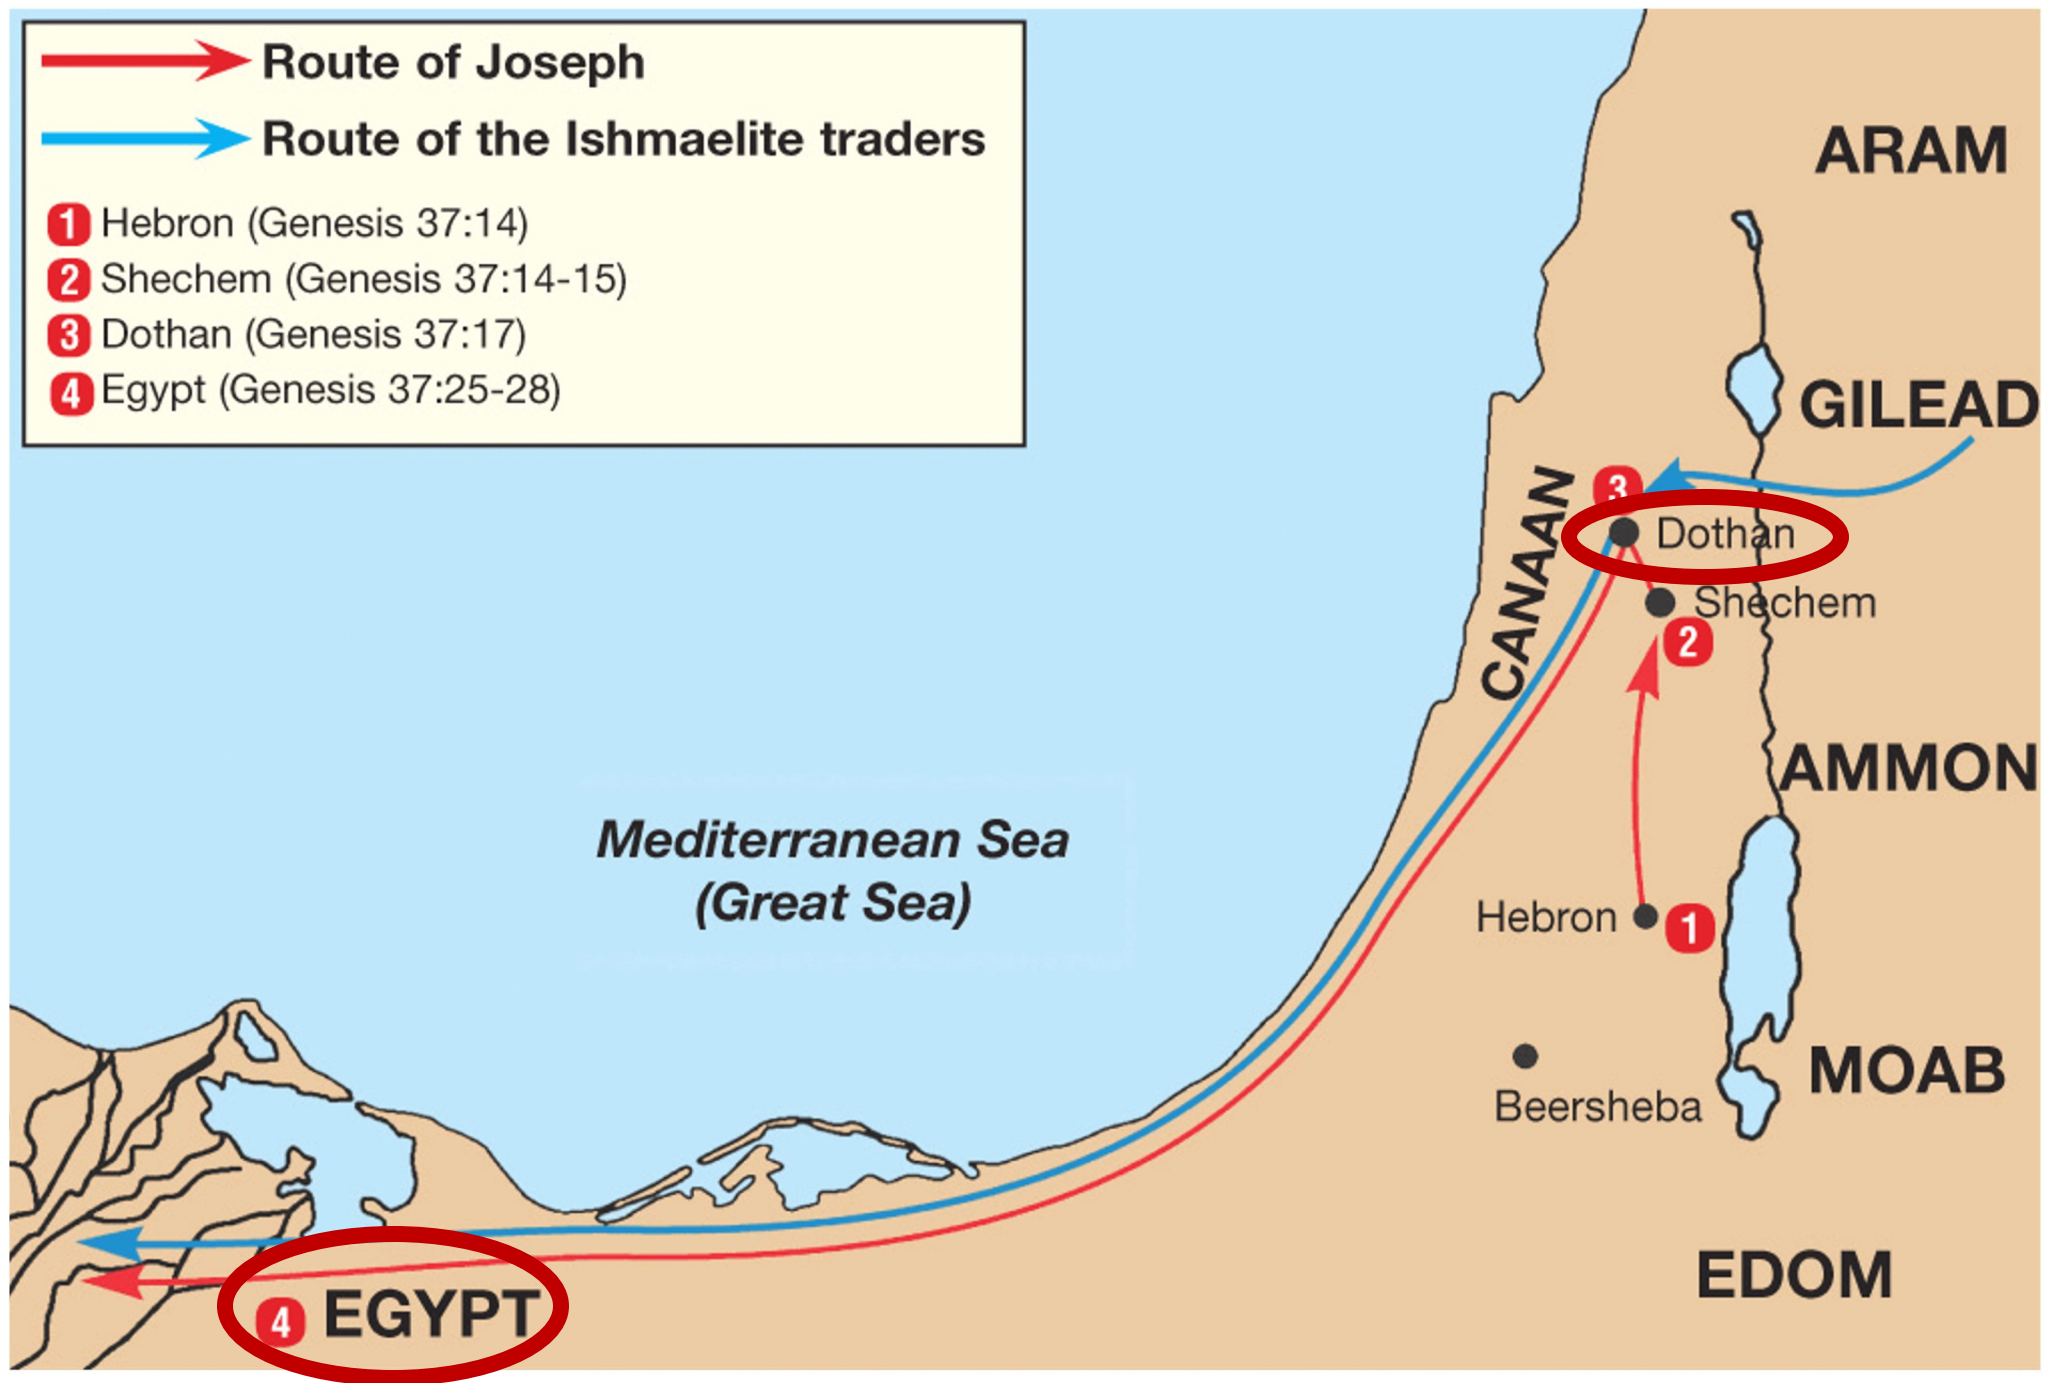 Route of Joseph
Route of the Ishmaelite traders
1 Hebron (Genesis 37:14)
2 Shechem (Genesis 37:14-15)
3 Dothan (Genesis 37:17)
4 Egypt (Genesis 37:25-28)
ARAM
GILEAD
CANAAN
3
Dothan
Shechem
2
AMMON
Mediterranean Sea
(Great Sea)
Hebron
1
Beersheba
MOAB
EDOM
4 EGYPT